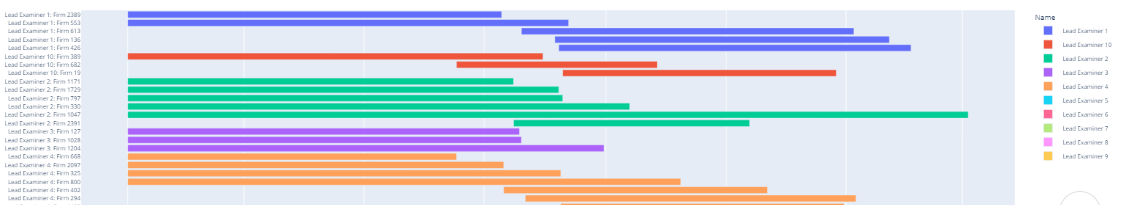 Lead Examiner 1: Firm 2389
Lead Examiner 1: Firm 553
Lead Examiner 1: Firm 613
Lead Examiner 1: Firm 136
Lead Examiner 1: Firm 426
Lead Examiner 10: Firm 389
Lead Examiner 10: Firm 682
Lead Examiner 10: Firm 19
Lead Examiner 2: Firm 1171
Lead Examiner 2: Firm 1729
Lead Examiner 2: Firm 797
Lead Examiner 2: Firm 330
Lead Examiner 2: Firm 1047
Lead Examiner 2: Firm 2391
Lead Examiner 3: Firm 127
Lead Examiner 3: Firm 1028
Lead Examiner 3: Firm 1204
Lead Examiner 4: Firm 668
Lead Examiner 4: Firm 2097
Lead Examiner 4: Firm 325
Lead Examiner 4: Firm 800
Lead Examiner 4: Firm 402
Lead Examiner 4: Firm 294
Name
Lead Examiner 1
Lead Examiner 10
Lead Examiner 2
Lead Examiner 3
Lead Examiner 4
Lead Examiner 5
Lead Examiner 6
Lead Examiner 7
Lead Examiner 8
Lead Examiner 9